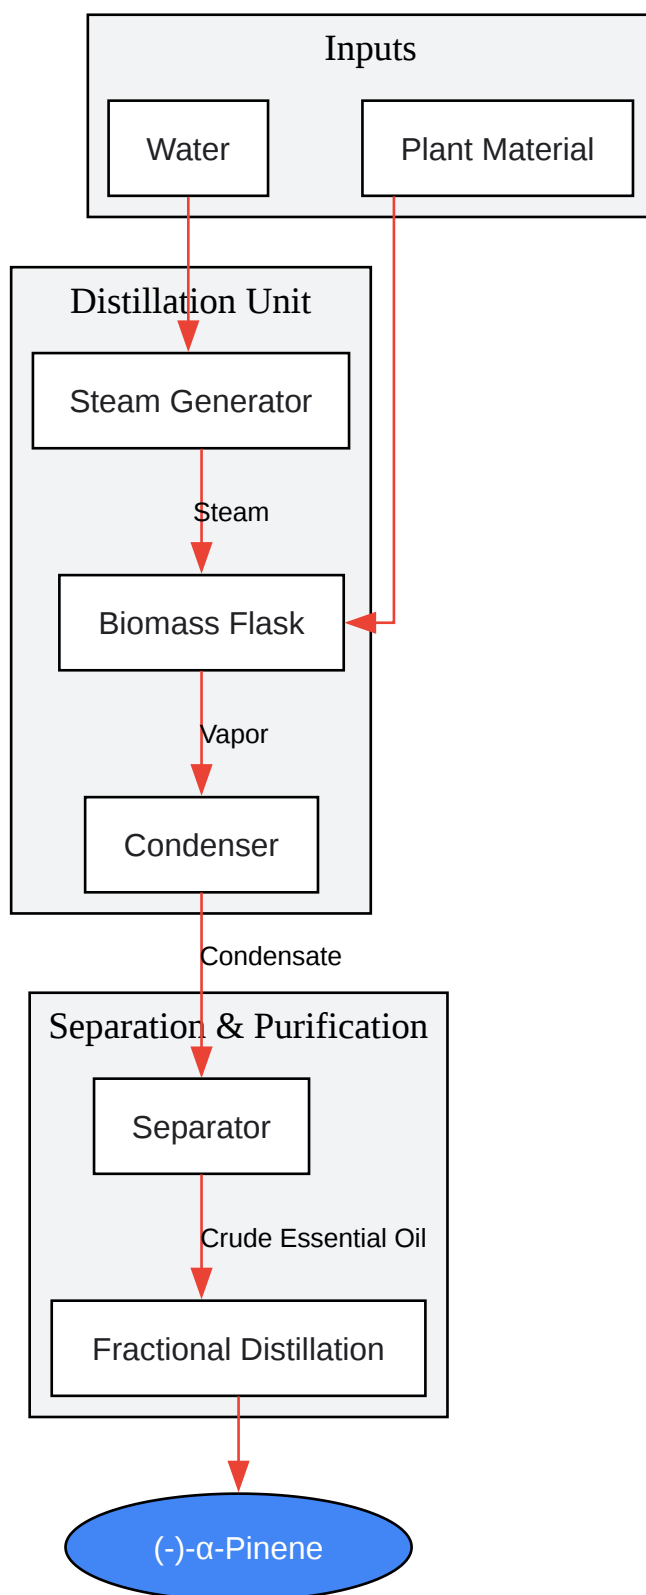 Inputs
Water
Plant Material
Distillation Unit
Steam Generator
Steam
Biomass Flask
Vapor
Condenser
Condensate
Separation & Purification
Separator
Crude Essential Oil
Fractional Distillation
(-)-α-Pinene